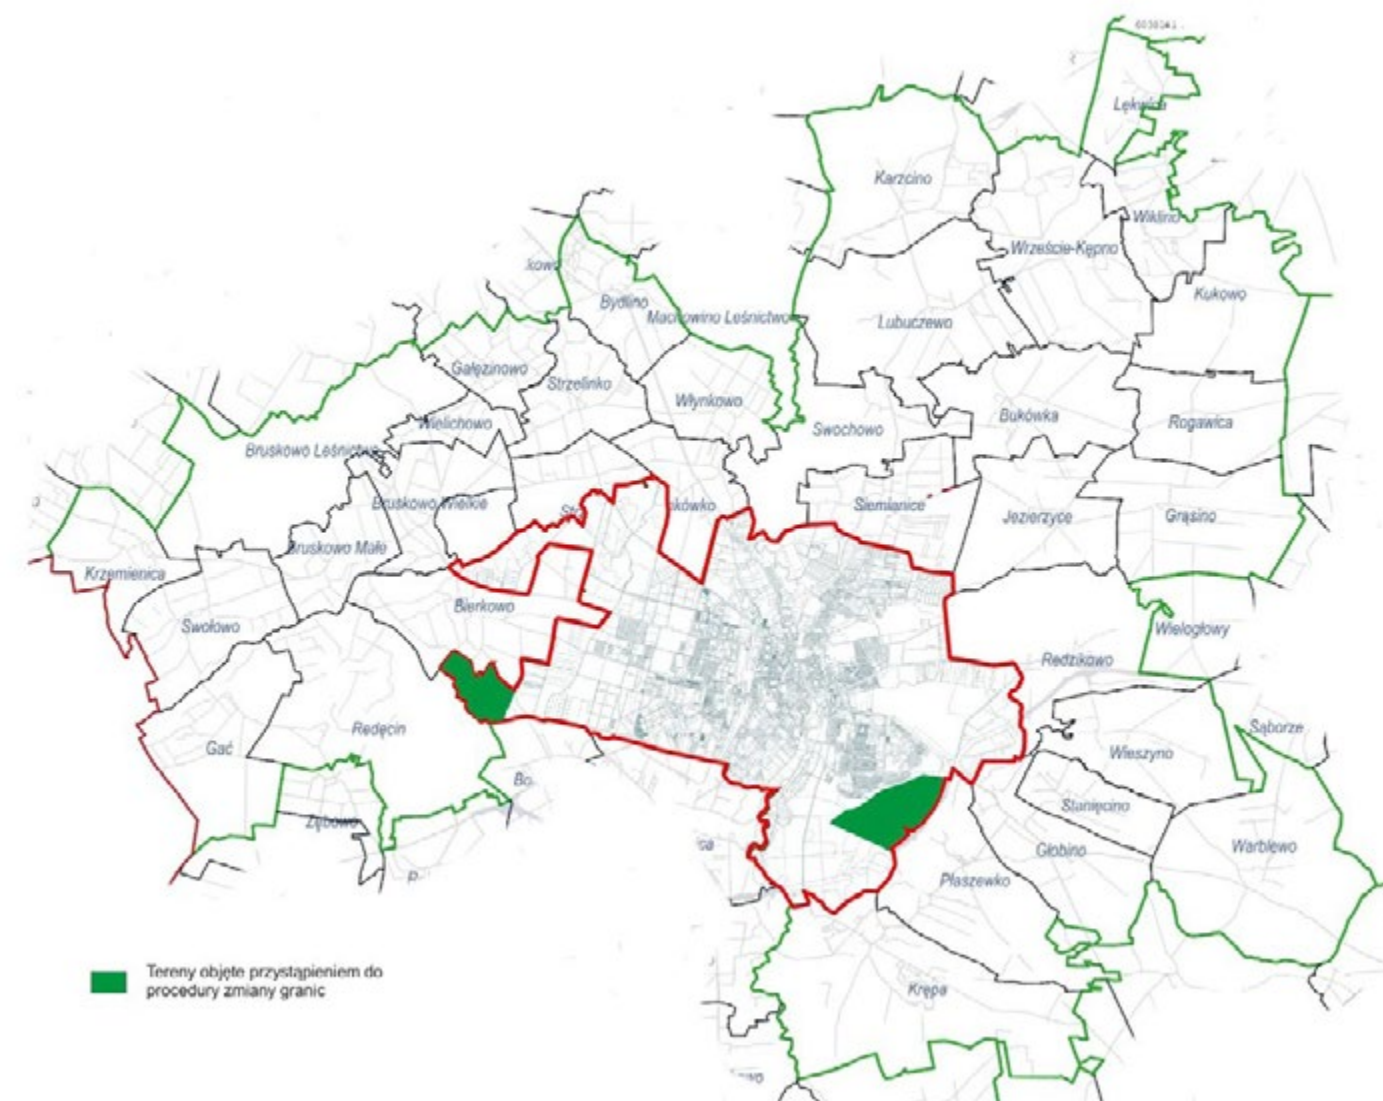 Lękwica
Karzcino
Wiklino
Wrzeście-Kępno
Kukowo
Bydlino
Machowino Leśnictwo
Lubuczewo
Gałęzinowo
Strzelinko
Włynkowo
Wielichowo
Swochowo
Bukówka
Rogawica
Bruskowo Leśnictwo
Bruskowo Wielkie
Siemianice
Jezierzyce
Grąsino
Bruskowo Małe
Krzemienica
Bierkowo
Swołowo
Wielogłowy
Redzikowo
Redęcin
Gać
Sąborze
Wieszyno
Stanięcino
Zębowo
Głobino
Warblewo
Płaszewko
Krępa
Tereny objęte przystąpieniem do
procedury zmiany granic